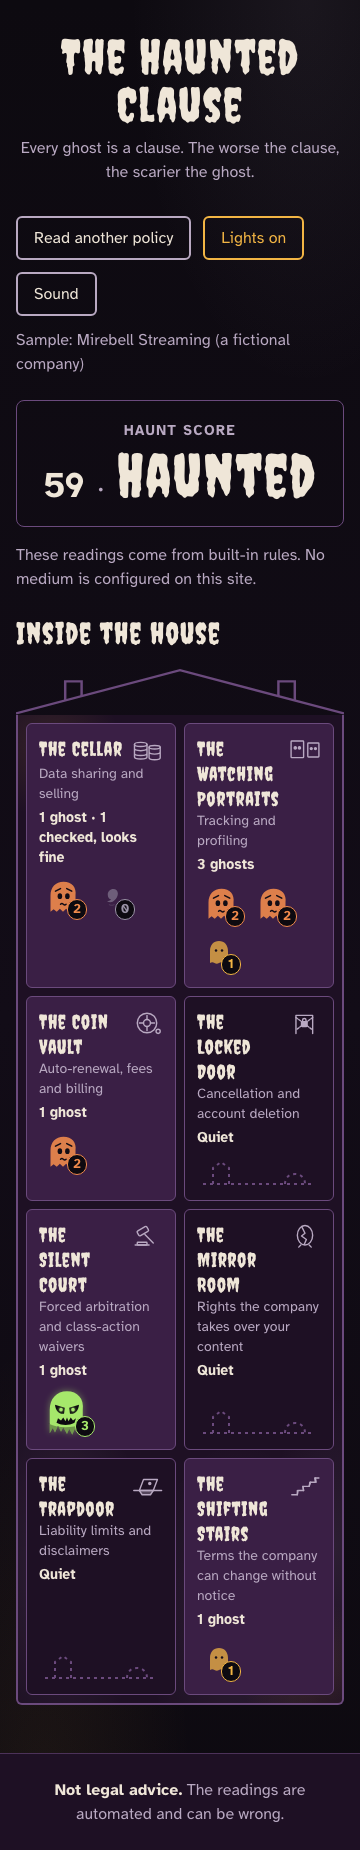 THE HAUNTED
CLAUSE
Every ghost is a clause. The worse the clause,
the scarier the ghost.
Read another policy
Lights on
Sound
Sample: Mirebell Streaming (a fictional
company)
HAUNT SCORE
59 · HAUNTED
These readings come from built-in rules. No
medium is configured on this site.
INSIDE THE HOUSE
THE CELLAR
Data sharing and
selling
1 ghost · 1
checked, looks
fine
2
0
THE
WATCHING
PORTRAITS
Tracking and
profiling
3 ghosts
2
2
1
THE COIN
VAULT
Auto-renewal, fees
and billing
1 ghost
2
THE
LOCKED
DOOR
Cancellation and
account deletion
Quiet
THE
SILENT
COURT
Forced arbitration
and class-action
waivers
1 ghost
3
THE
MIRROR
ROOM
Rights the company
takes over your
content
Quiet
THE
TRAPDOOR
Liability limits and
disclaimers
Quiet
THE
SHIFTING
STAIRS
Terms the company
can change without
notice
1 ghost
1
Not legal advice. The readings are
automated and can be wrong.